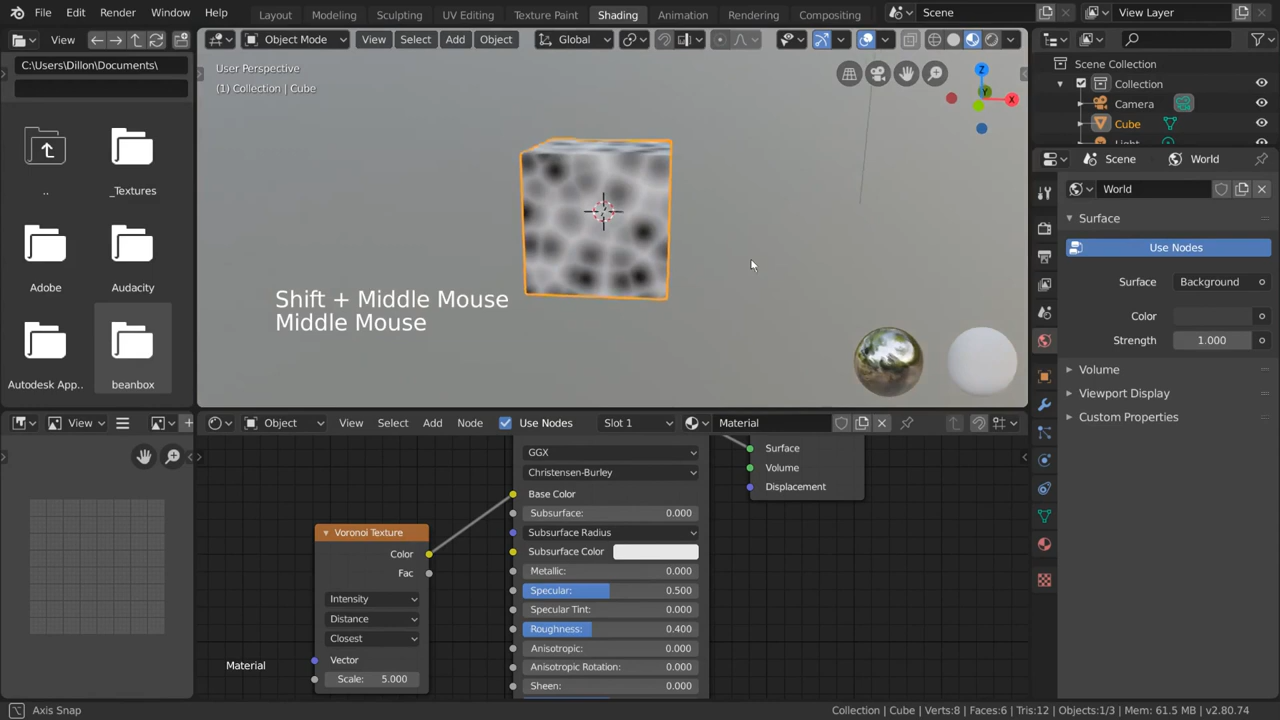 File Edit Render Window Help
Layout Modeling Sculpting UV Editing Texture Paint Shading Animation Rendering Compositing
Scene
View Layer
View
C:\Users\Dillon\Documents\
..
_Textures
Adobe
Audacity
Autodesk App..
beanbox
Object Mode View Select Add Object Global
User Perspective
(1) Collection | Cube
Z
Y
X
Shift + Middle Mouse
Middle Mouse
Scene Collection
Collection
Camera
Cube
Scene World
World
Surface
Use Nodes
Surface: Background
Color:
Strength: 1.000
Volume
Viewport Display
Custom Properties
View
Object View Select Add Node Use Nodes Slot 1 Material
GGX
Christensen-Burley
Base Color
Subsurface: 0.000
Subsurface Radius
Subsurface Color
Metallic: 0.000
Specular: 0.500
Specular Tint: 0.000
Roughness: 0.400
Anisotropic: 0.000
Anisotropic Rotation: 0.000
Sheen: 0.000
Surface
Volume
Displacement
Voronoi Texture
Color
Fac
Intensity
Distance
Closest
Vector
Scale: 5.000
Material
Axis Snap
Collection | Cube | Verts:8 | Faces:6 | Tris:12 | Objects:1/3 | Mem: 61.5 MB | v2.80.74